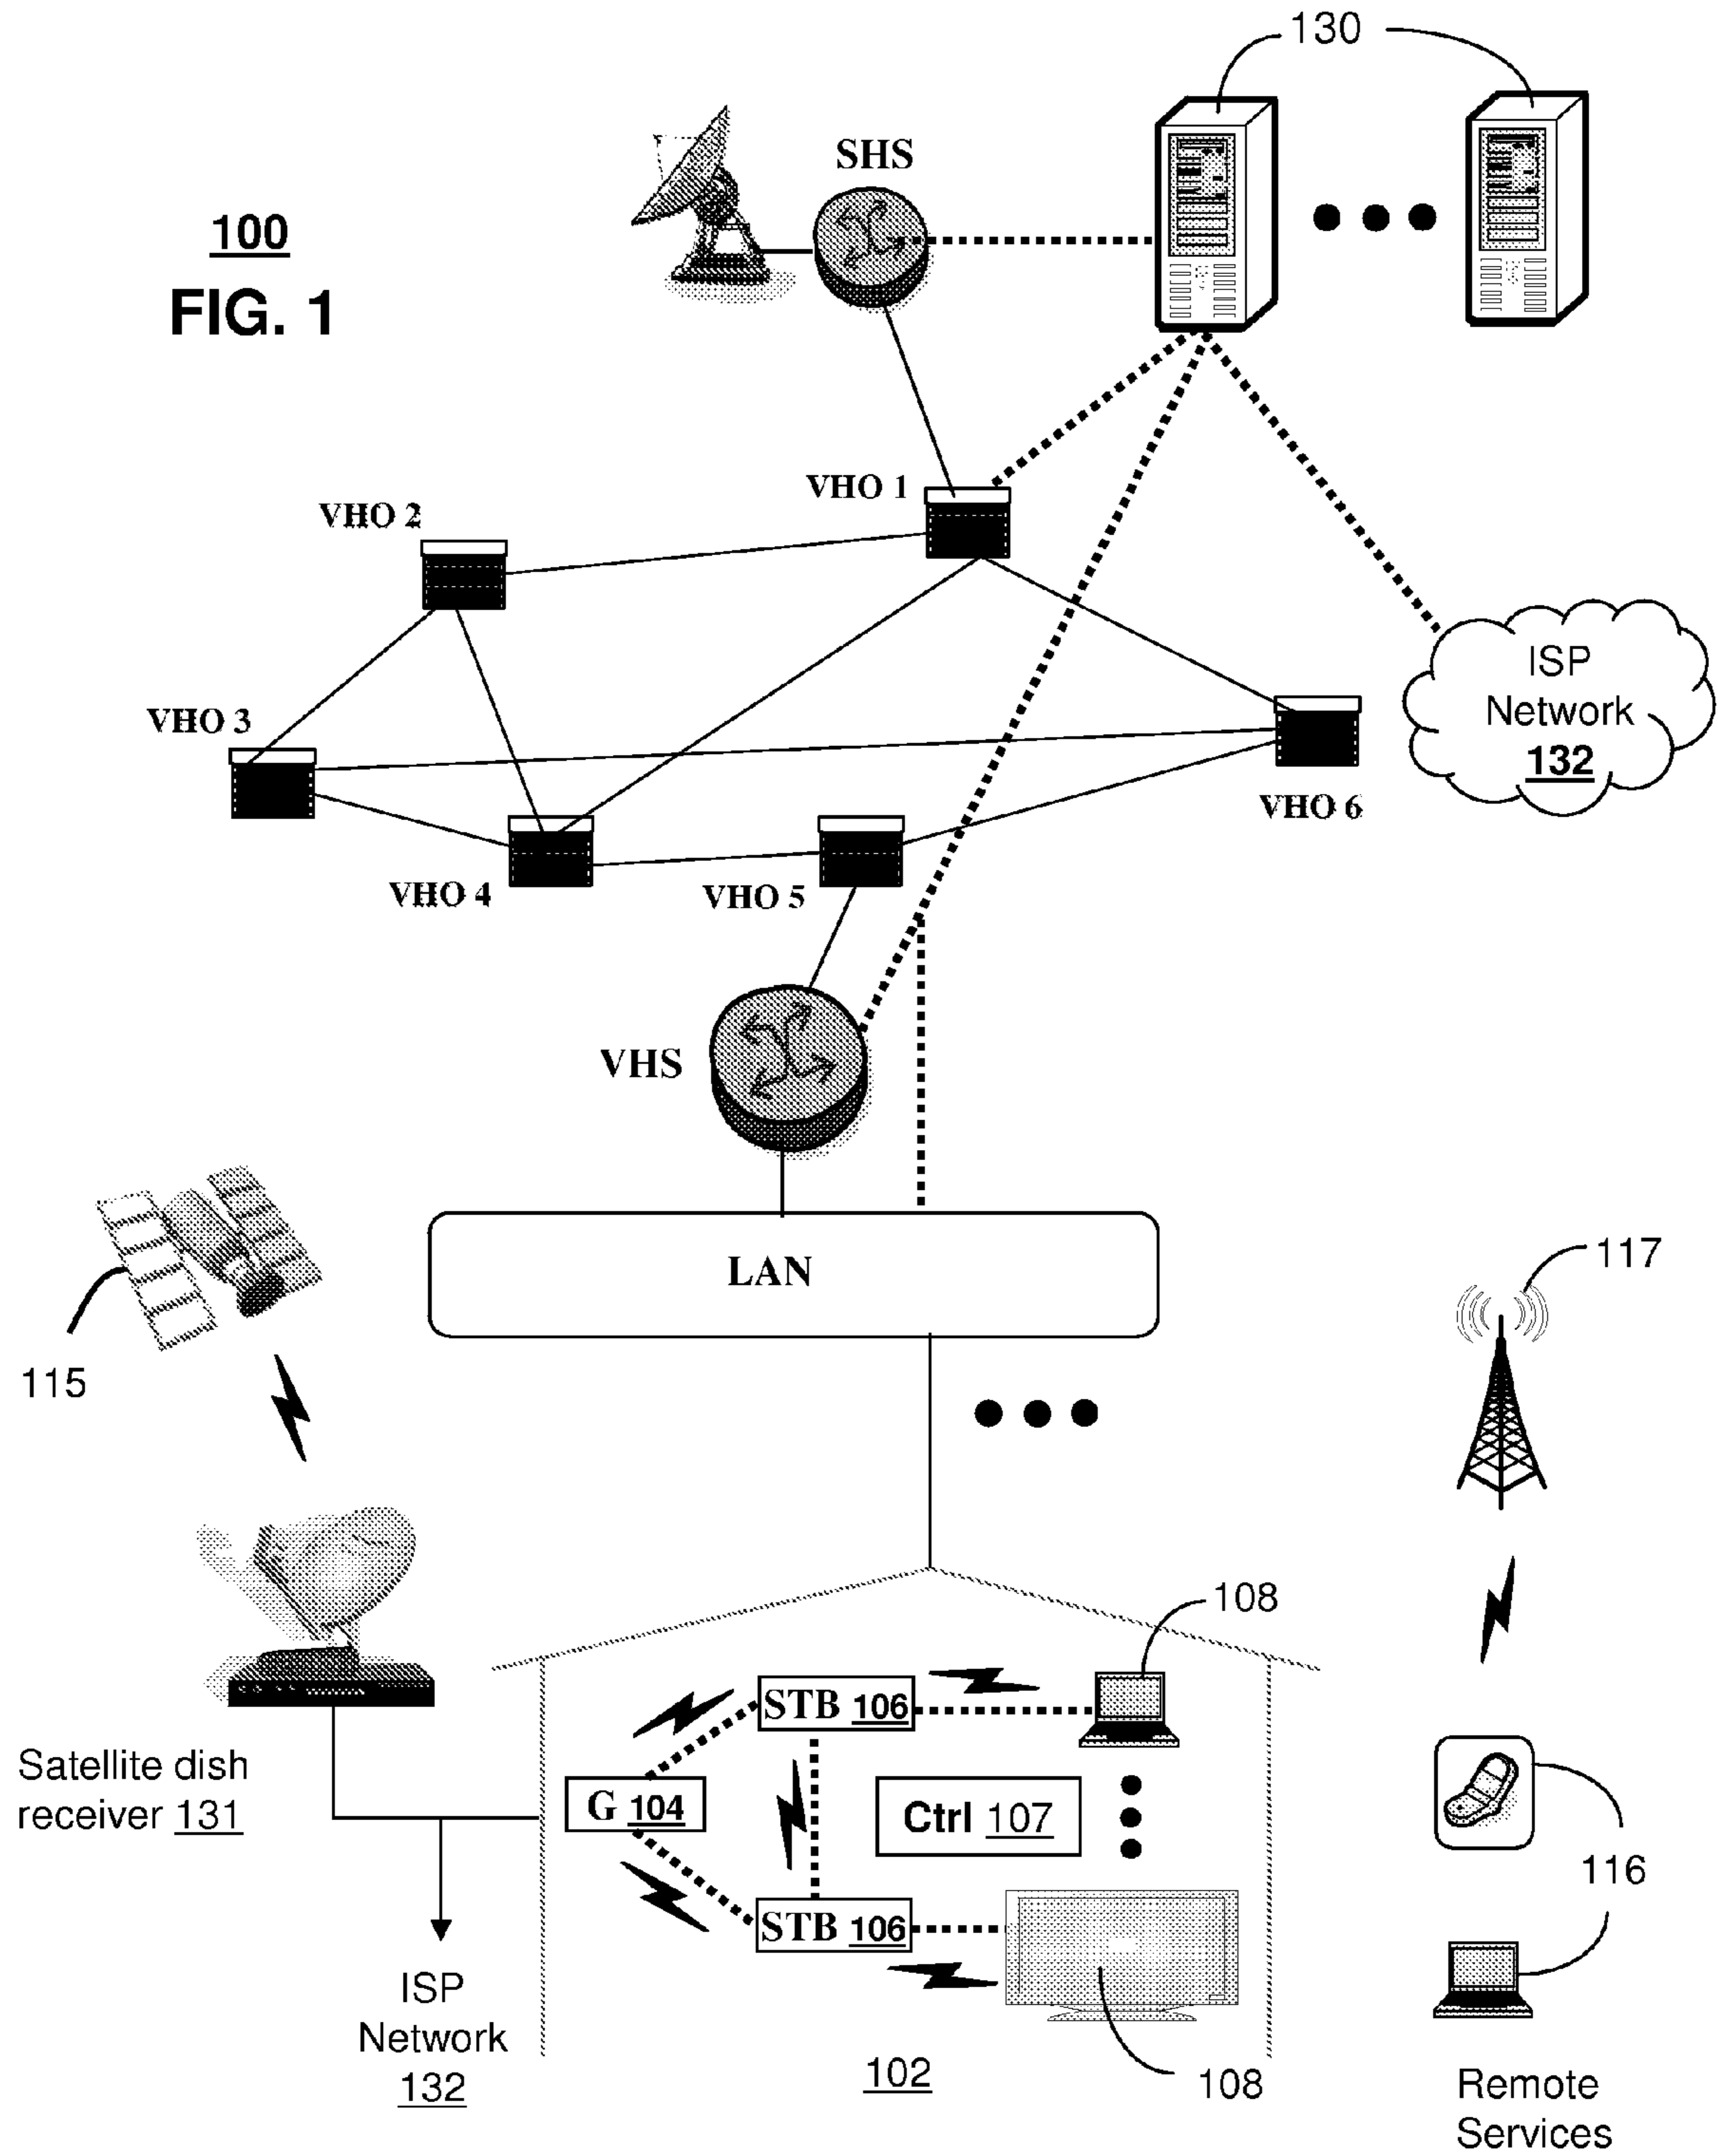 130
SHS
100
FIG. 1
VHO 1
VHO 2
ISP
Network
132
VHO 3
VHO 6
VHO 4
VHO 5
VHS
LAN
117
115
108
STB 106
Satellite dish
receiver 131
G 104
Ctrl 107
116
STB 106
ISP
Network
132
102
108
Remote
Services